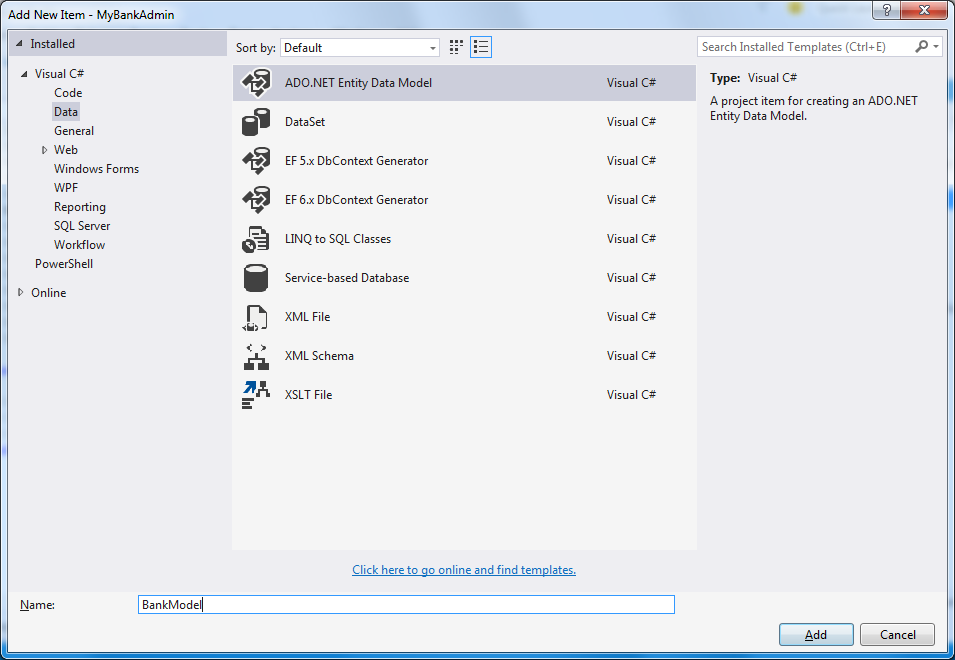 Add New Item - MyBankAdmin
?
Installed
Sort by: Default
Search Installed Templates (Ctrl+E)
Visual C#
Code
Data
General
Web
Windows Forms
WPF
Reporting
SQL Server
Workflow
PowerShell
Online
ADO.NET Entity Data Model Visual C#
DataSet Visual C#
EF 5.x DbContext Generator Visual C#
EF 6.x DbContext Generator Visual C#
LINQ to SQL Classes Visual C#
Service-based Database Visual C#
XML File Visual C#
XML Schema Visual C#
XSLT File Visual C#
Type: Visual C#
A project item for creating an ADO.NET
Entity Data Model.
Click here to go online and find templates.
Name: BankModel
Add Cancel